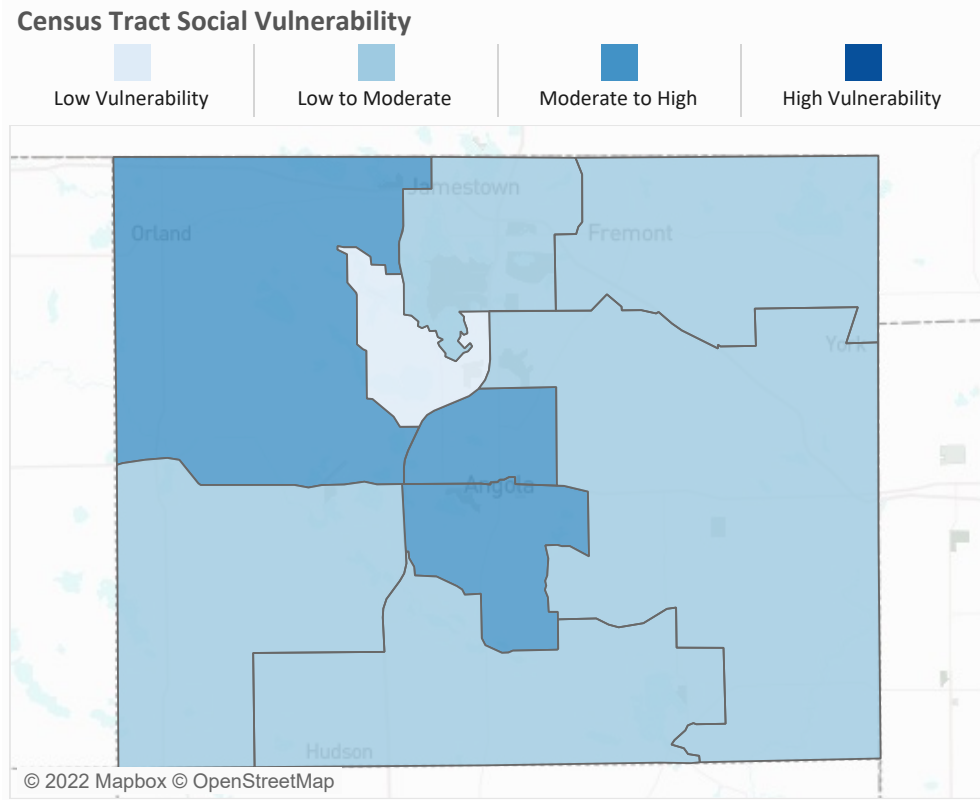 Census Tract Social Vulnerability
Low Vulnerability
Low to Moderate
Moderate to High
High Vulnerability
Jamestown
Orland
Fremont
York
Angola
Hudson
© 2022 Mapbox © OpenStreetMap